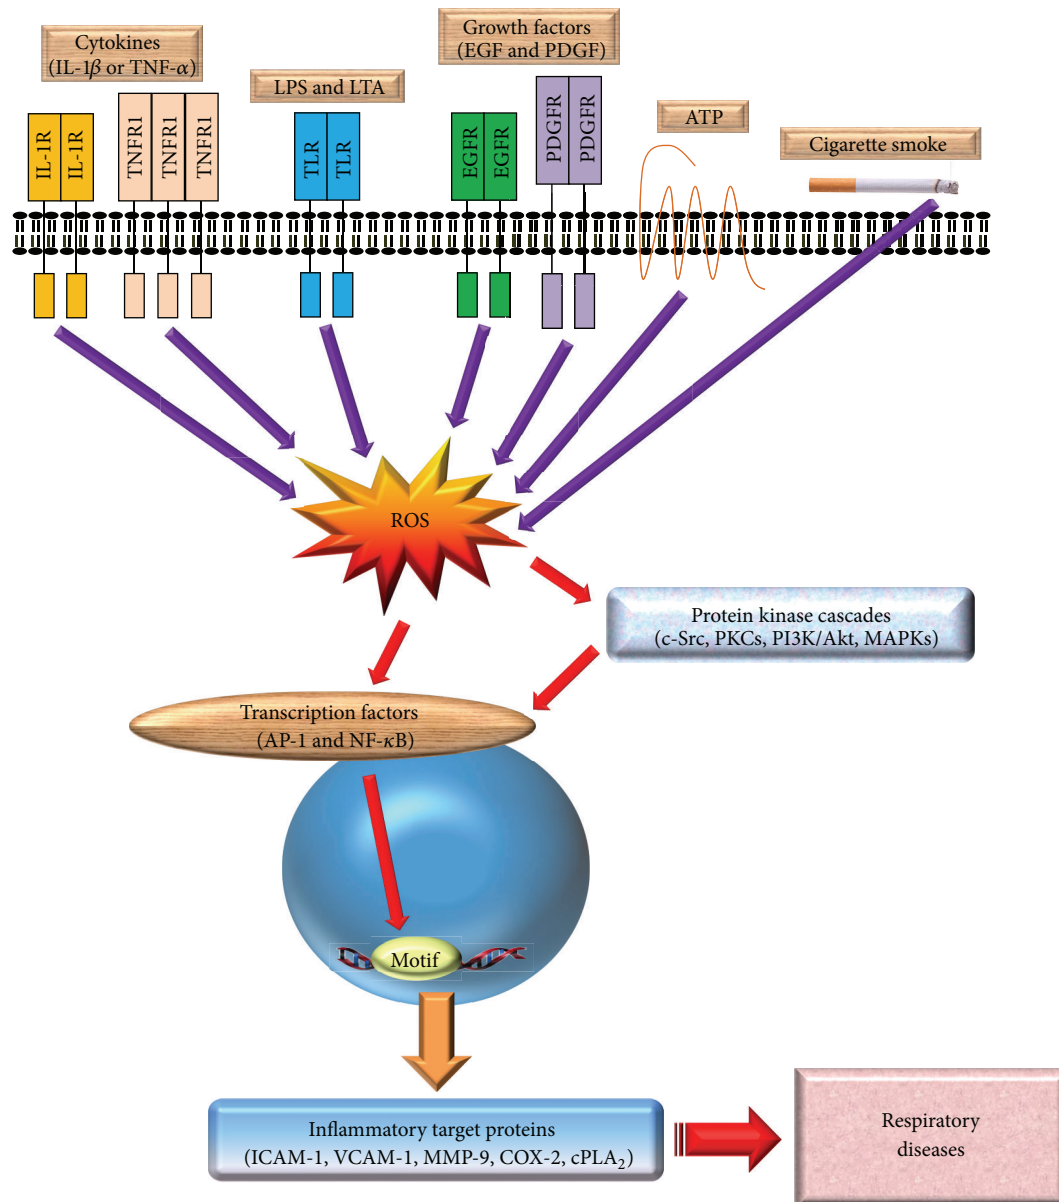 Cytokines
(IL-1β or TNF-α)
LPS and LTA
Growth factors
(EGF and PDGF)
ATP
Cigarette smoke
IL-1R
IL-1R
TNFR1
TNFR1
TNFR1
TLR
TLR
EGFR
EGFR
PDGFR
PDGFR
ROS
Protein kinase cascades
(c-Src, PKCs, PI3K/Akt, MAPKs)
Transcription factors
(AP-1 and NF-κB)
Motif
Inflammatory target proteins
(ICAM-1, VCAM-1, MMP-9, COX-2, cPLA₂)
Respiratory
diseases